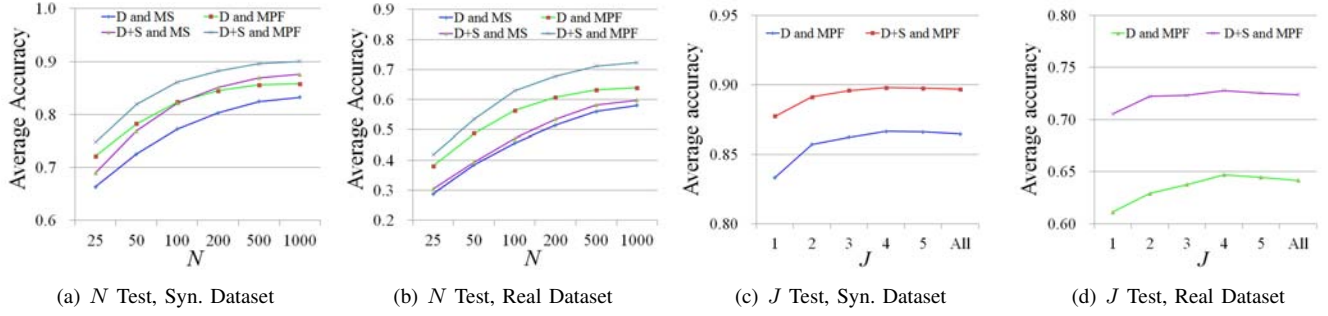 D and MS D and MPF
D+S and MS D+S and MPF
Average Accuracy
1.0
0.9
0.8
0.7
0.6
25 50 100 200 500 1000
N
(a) N Test, Syn. Dataset
D and MS D and MPF
D+S and MS D+S and MPF
Average Accuracy
0.9
0.8
0.7
0.6
0.5
0.4
0.3
0.2
25 50 100 200 500 1000
N
(b) N Test, Real Dataset
D and MPF D+S and MPF
Average accuracy
0.95
0.90
0.85
0.80
1 2 3 4 5 All
J
(c) J Test, Syn. Dataset
D and MPF D+S and MPF
Average accuracy
0.80
0.75
0.70
0.65
0.60
1 2 3 4 5 All
J
(d) J Test, Real Dataset